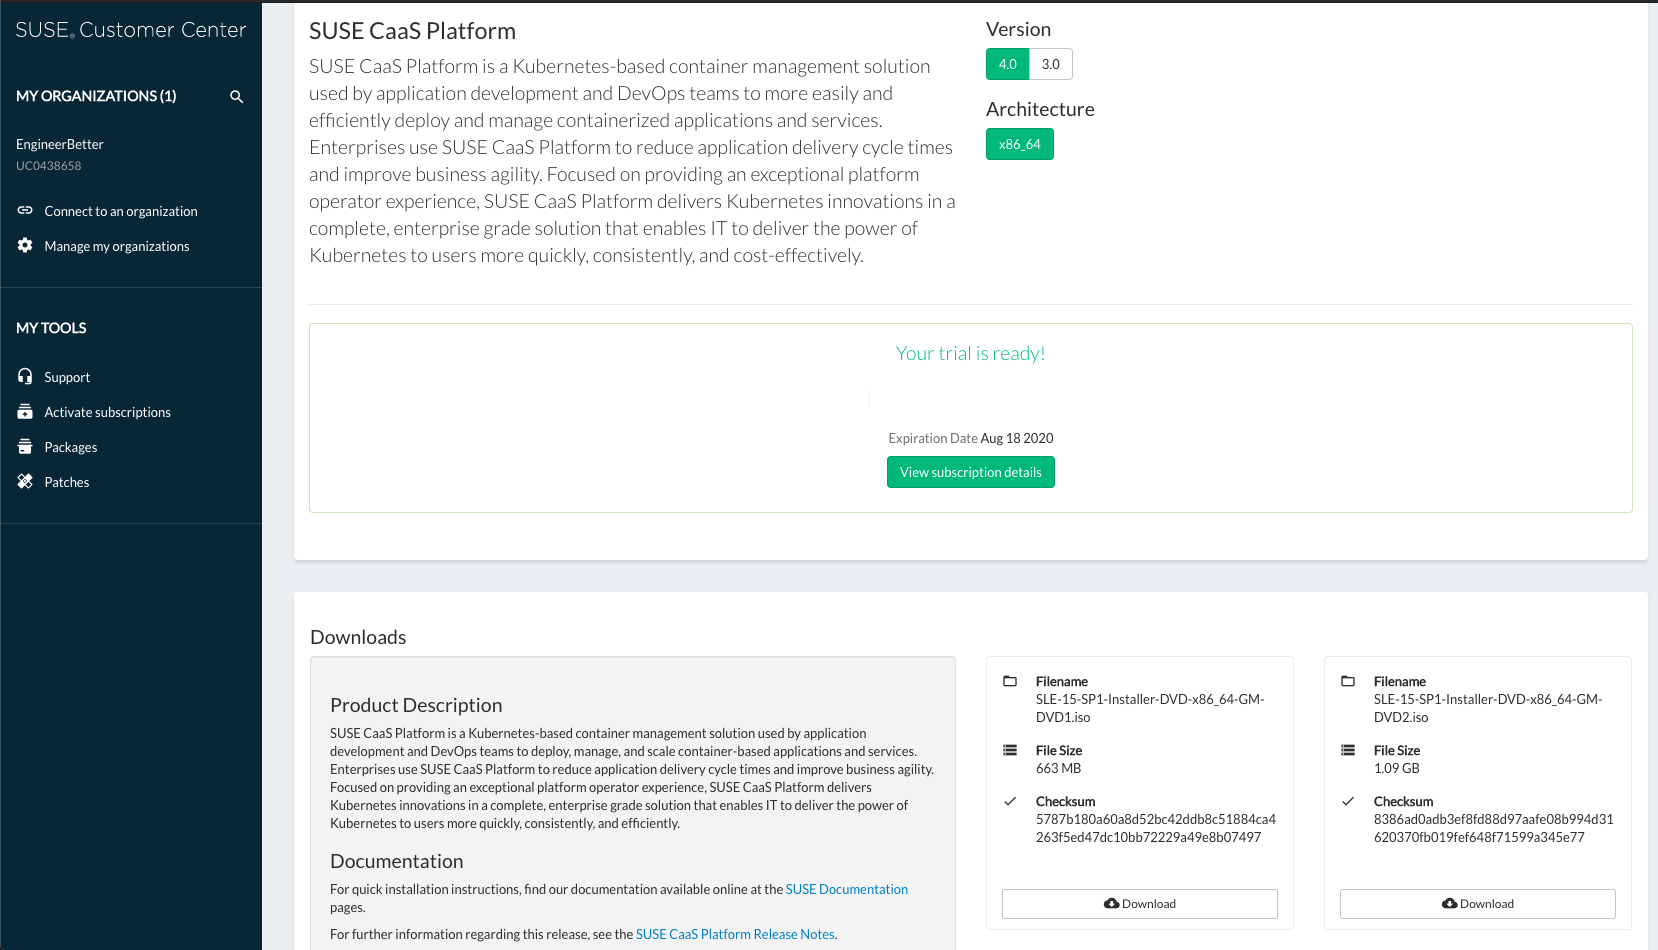 SUSE® Customer Center
MY ORGANIZATIONS (1)
EngineerBetter
UC0438658
Connect to an organization
Manage my organizations
MY TOOLS
Support
Activate subscriptions
Packages
Patches
SUSE CaaS Platform
SUSE CaaS Platform is a Kubernetes-based container management solution
used by application development and DevOps teams to more easily and
efficiently deploy and manage containerized applications and services.
Enterprises use SUSE CaaS Platform to reduce application delivery cycle times
and improve business agility. Focused on providing an exceptional platform
operator experience, SUSE CaaS Platform delivers Kubernetes innovations in a
complete, enterprise grade solution that enables IT to deliver the power of
Kubernetes to users more quickly, consistently, and cost-effectively.
Version
4.0 3.0
Architecture
x86_64
Your trial is ready!
Expiration Date Aug 18 2020
View subscription details
Downloads
Product Description
SUSE CaaS Platform is a Kubernetes-based container management solution used by application
development and DevOps teams to deploy, manage, and scale container-based applications and services.
Enterprises use SUSE CaaS Platform to reduce application delivery cycle times and improve business agility.
Focused on providing an exceptional platform operator experience, SUSE CaaS Platform delivers
Kubernetes innovations in a complete, enterprise grade solution that enables IT to deliver the power of
Kubernetes to users more quickly, consistently, and efficiently.
Documentation
For quick installation instructions, find our documentation available online at the SUSE Documentation
pages.
For further information regarding this release, see the SUSE CaaS Platform Release Notes.
Filename
SLE-15-SP1-Installer-DVD-x86_64-GM-
DVD1.iso
File Size
663 MB
Checksum
5787b180a60a8d52bc42ddb8c51884ca4
263f5ed47dc10bb72229a49e8b07497
Download
Filename
SLE-15-SP1-Installer-DVD-x86_64-GM-
DVD2.iso
File Size
1.09 GB
Checksum
8386ad0adb3ef8fd88d97aafe08b994d31
620370fb019fef648f71599a345e77
Download